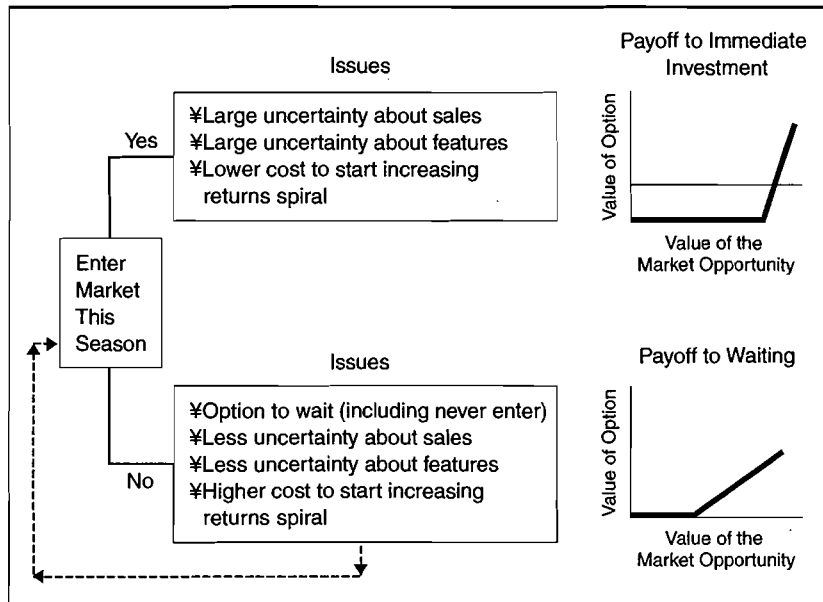 Issues
Yes
¥Large uncertainty about sales
¥Large uncertainty about features
¥Lower cost to start increasing
returns spiral
Payoff to Immediate
Investment
Value of Option
Value of the
Market Opportunity
Enter
Market
This
Season
Issues
No
¥Option to wait (including never enter)
¥Less uncertainty about sales
¥Less uncertainty about features
¥Higher cost to start increasing
returns spiral
Payoff to Waiting
Value of Option
Value of the
Market Opportunity